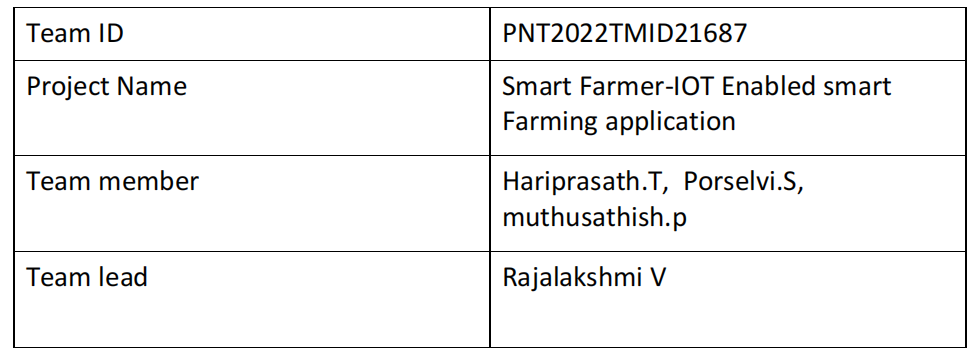 Team ID
PNT2022TMID21687
Project Name
Smart Farmer-IOT Enabled smart
Farming application
Team member
Hariprasath.T, Porselvi.S,
muthusathish.p
Team lead
Rajalakshmi V